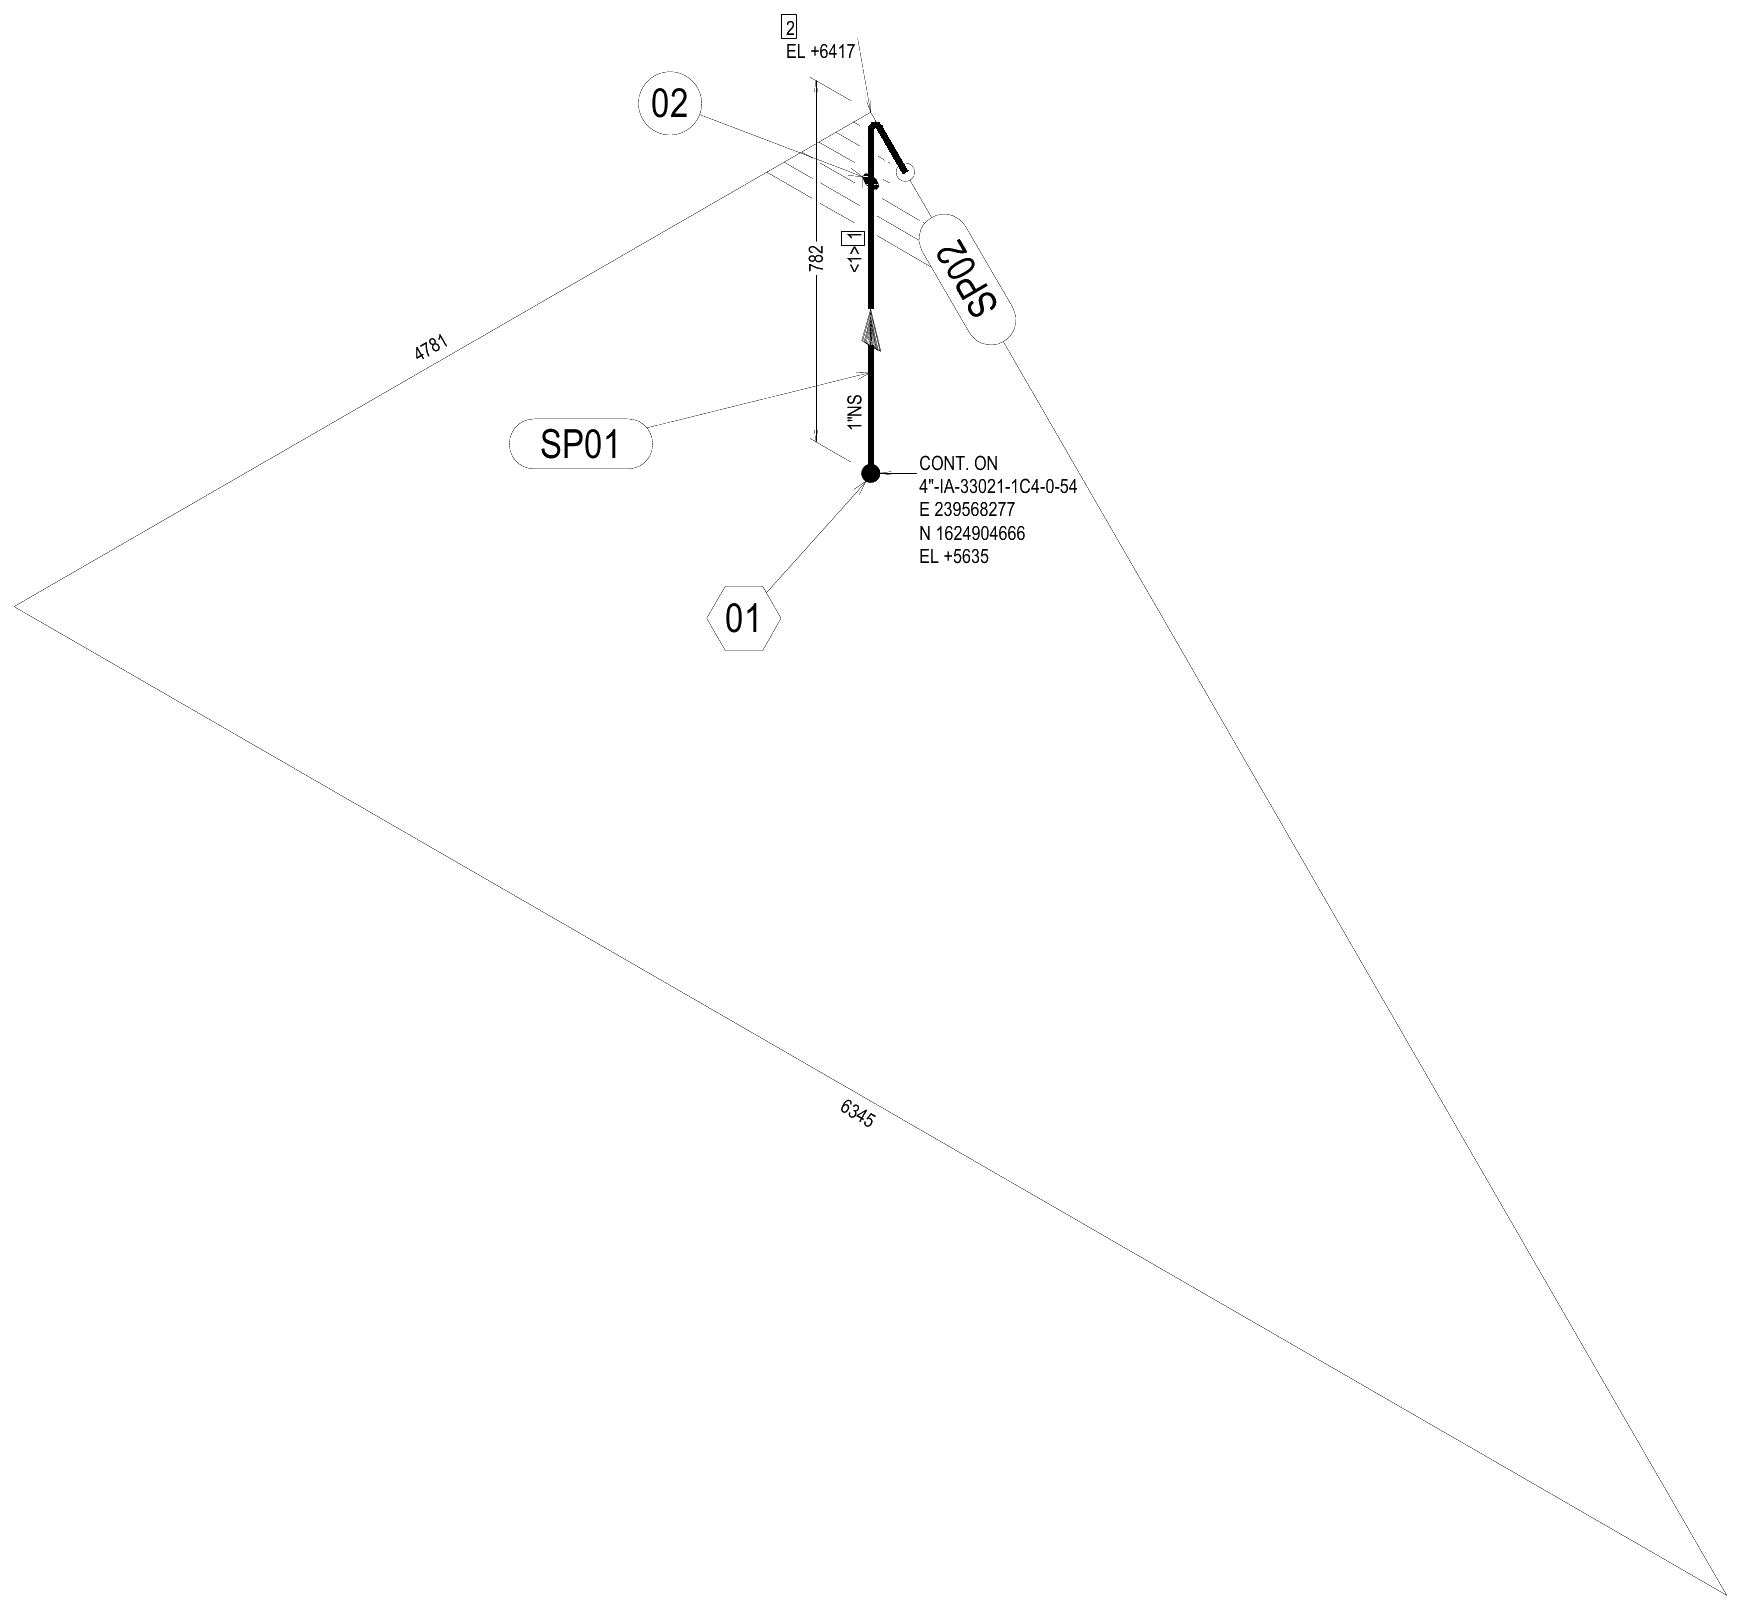 2
EL +6417
02
782
<1> 1
SP02
4781
1"NS
SP01
CONT. ON
4"-IA-33021-1C4-0-54
E 239568277
N 1624904666
EL +5635
01
6345